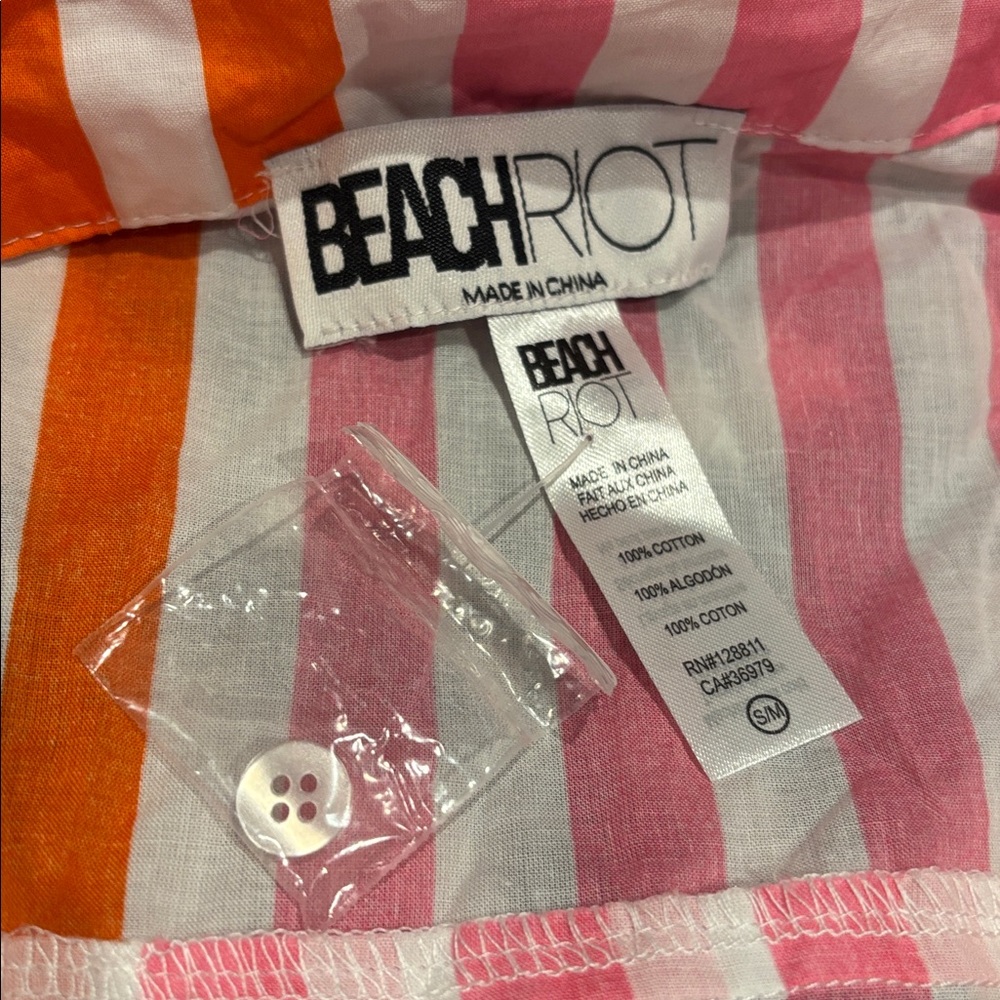 BEACHRIOT
MADE IN CHINA
BEACH
RIOT
MADE IN CHINA
FAIT AUX CHINA
HECHO EN CHINA
100% COTTON
100% ALGODÓN
100% COTON
RN#128811
CA#36979
S/M